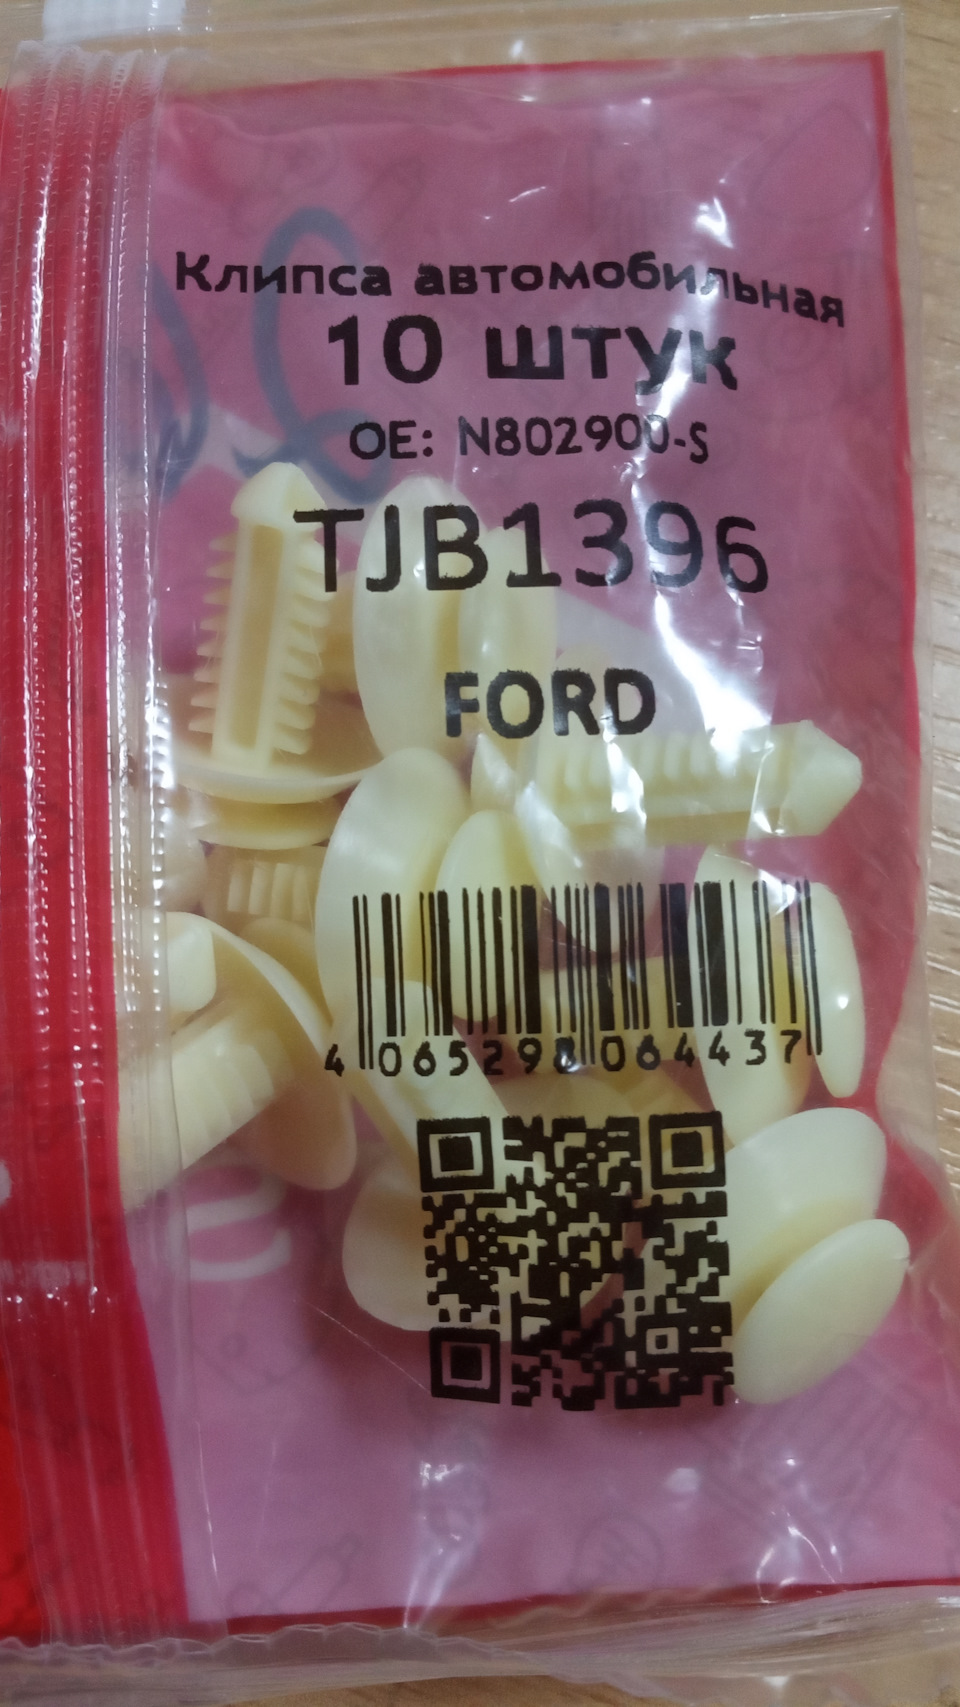 Клипса автомобильная
10 штук
OE: N802900-S
TJB1396
FORD
4 065298 064437